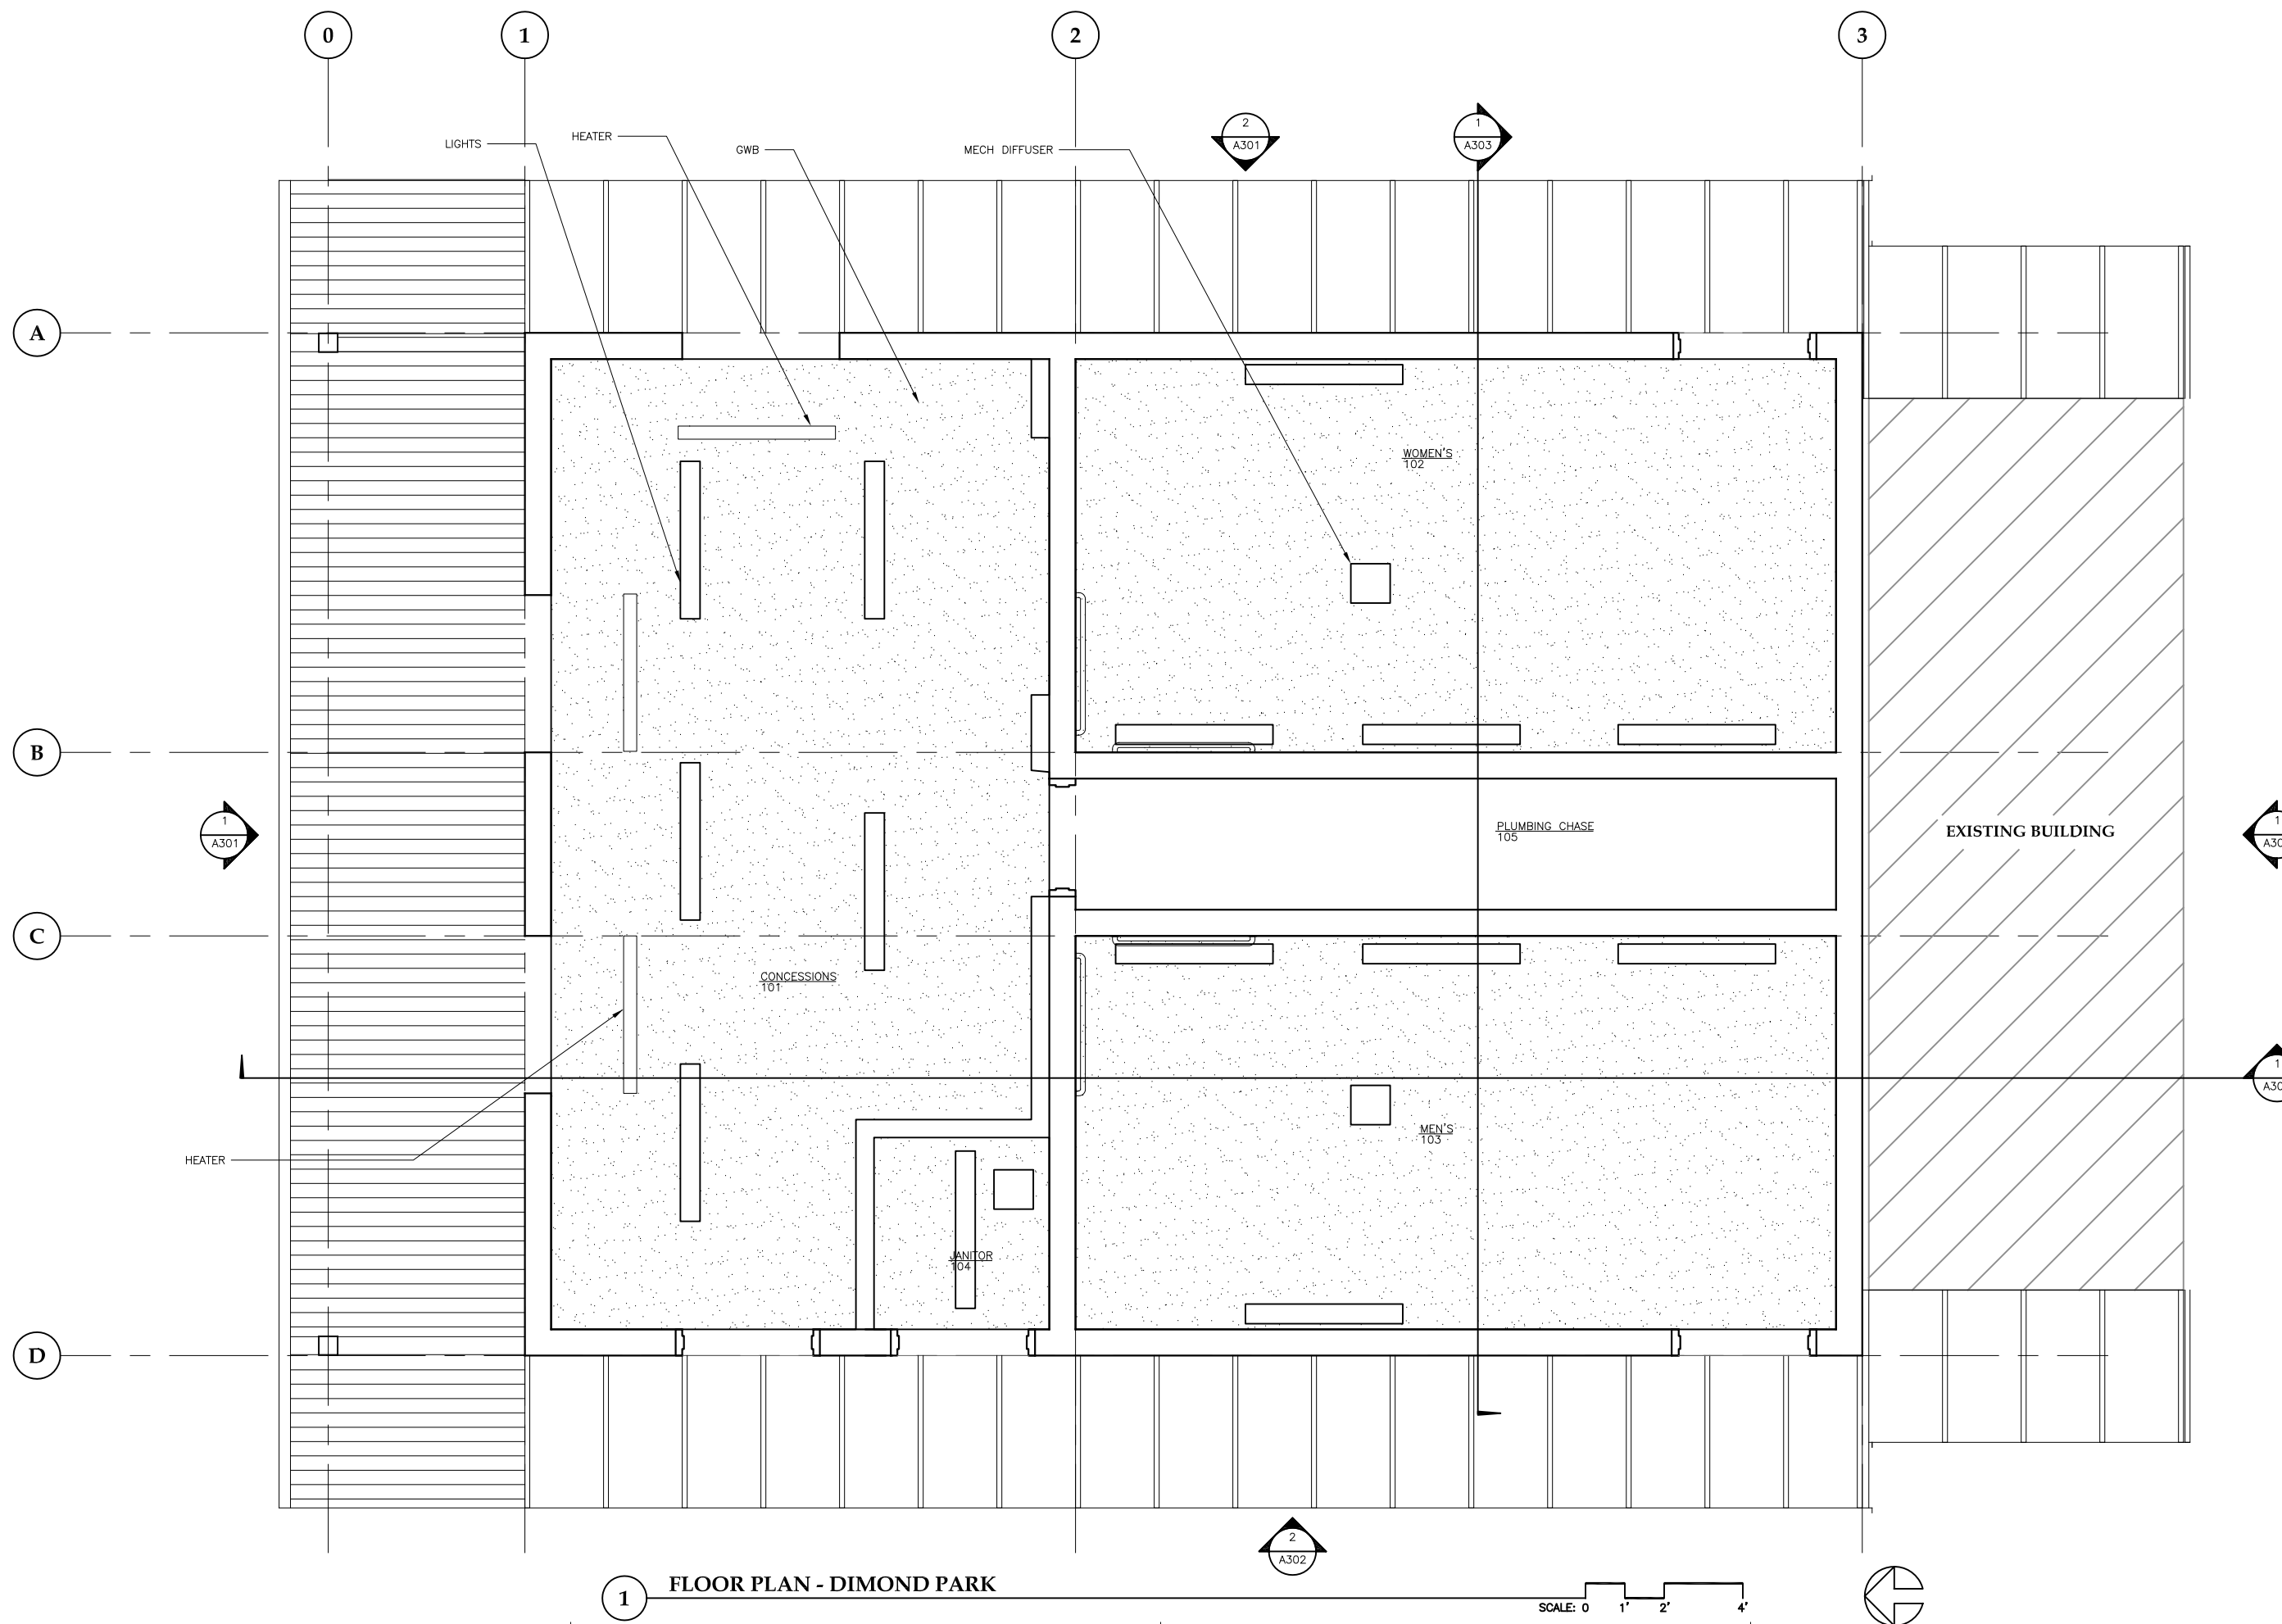 0
1
2
3
LIGHTS
HEATER
GWB
MECH DIFFUSER
2
A301
1
A303
A
WOMEN'S
102
B
1
A301
PLUMBING CHASE
105
EXISTING BUILDING
1
C
CONCESSIONS
101
1
HEATER
MEN'S
103
JANITOR
104
D
2
A302
1
FLOOR PLAN - DIMOND PARK
SCALE: 0 1' 2' 4'